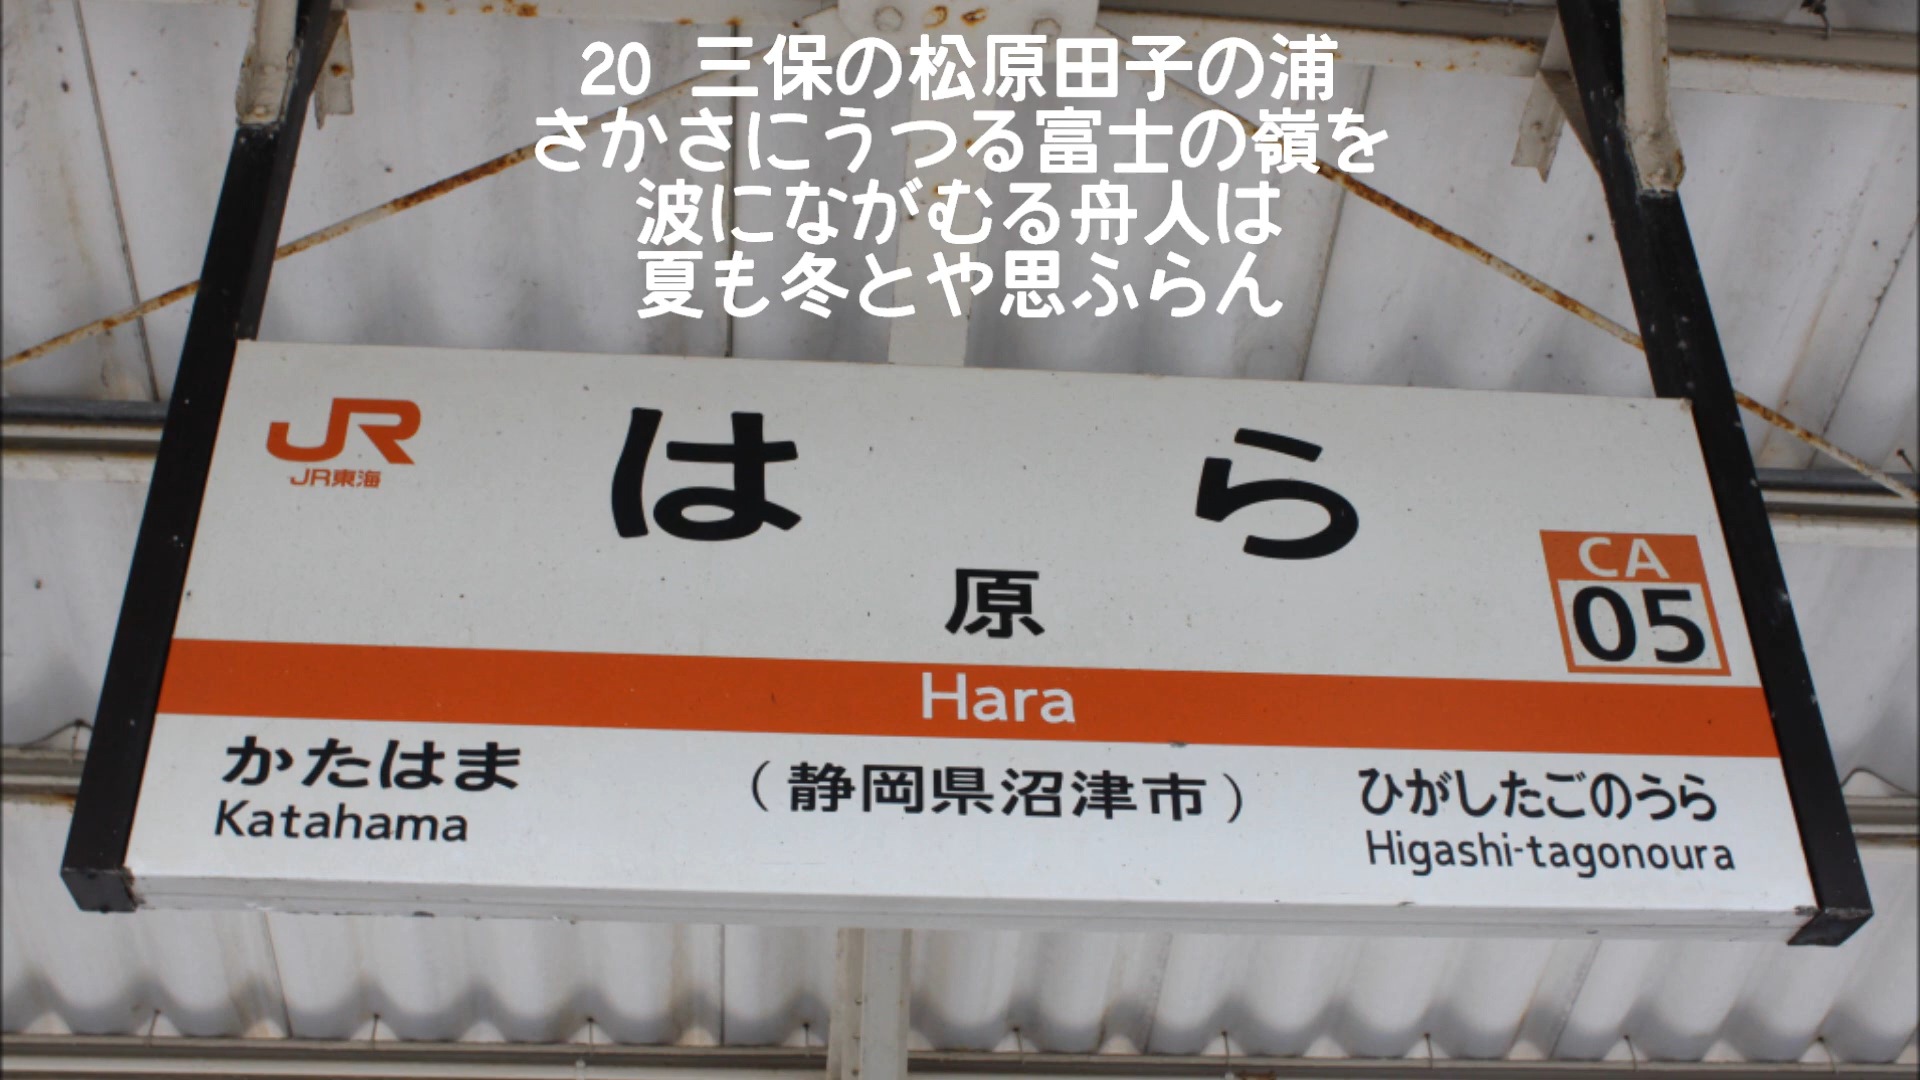 20 三保の松原田子の浦
さかさにうつる富士の嶺を
波にながむる舟人は
夏も冬とや思ふらん
JR
JR東海
はら
原
CA
05
Hara
かたはま
Katahama
（静岡県沼津市）
ひがしたごのうら
Higashi-tagonoura